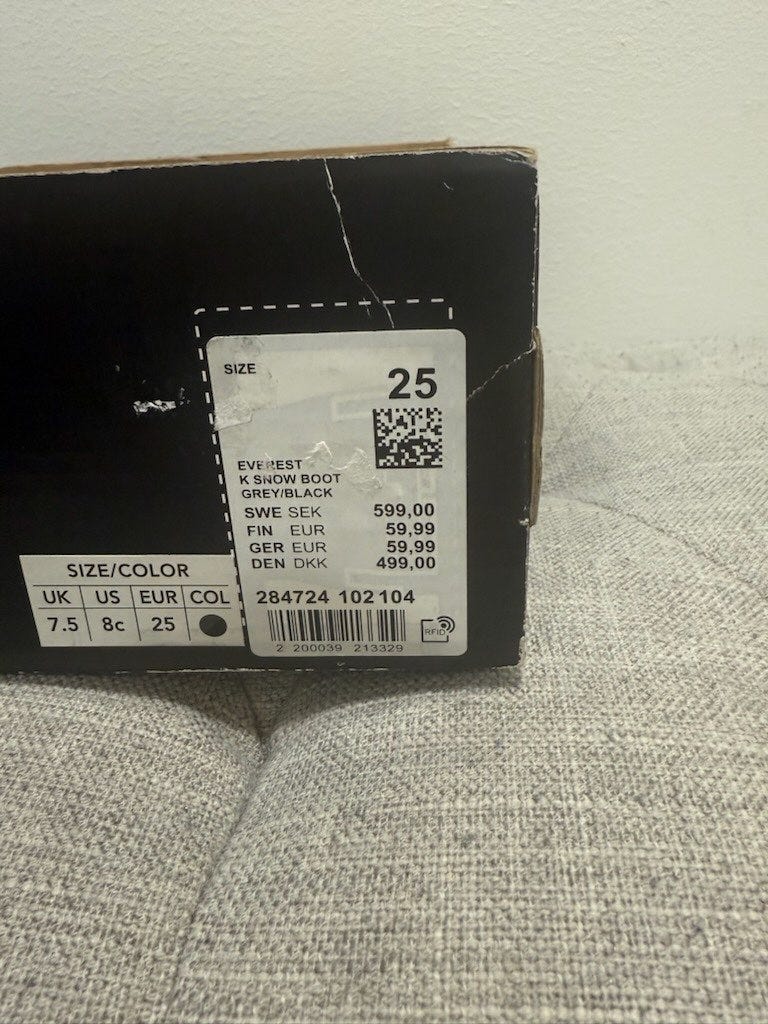 SIZE
25
EVEREST
K SNOW BOOT
GREY/BLACK
SWE SEK 599,00
FIN EUR 59,99
GER EUR 59,99
DEN DKK 499,00
284724 102104
2 200039 213329
RFID
SIZE/COLOR
UK US EUR COL
7.5 8c 25